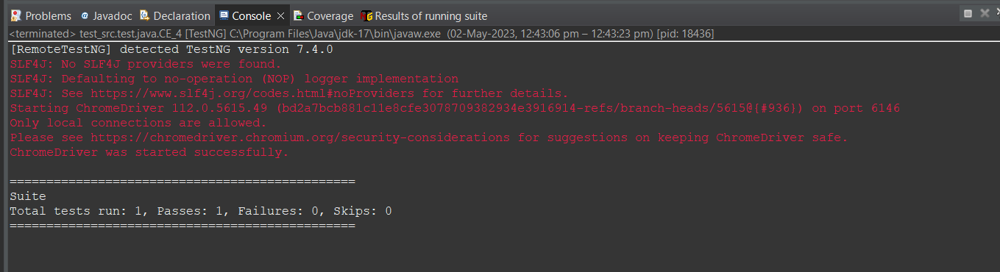 Problems Javadoc Declaration Console Coverage Results of running suite
<terminated> test_src.test.java.CE_4 [TestNG] C:\Program Files\Java\jdk-17\bin\javaw.exe (02-May-2023, 12:43:06 pm – 12:43:23 pm) [pid: 18436]
[RemoteTestNG] detected TestNG version 7.4.0
SLF4J: No SLF4J providers were found.
SLF4J: Defaulting to no-operation (NOP) logger implementation
SLF4J: See https://www.slf4j.org/codes.html#noProviders for further details.
Starting ChromeDriver 112.0.5615.49 (bd2a7bcb881c11e8cfe3078709382934e3916914-refs/branch-heads/5615@{#936}) on port 6146
Only local connections are allowed.
Please see https://chromedriver.chromium.org/security-considerations for suggestions on keeping ChromeDriver safe.
ChromeDriver was started successfully.
===============================================
Suite
Total tests run: 1, Passes: 1, Failures: 0, Skips: 0
===============================================